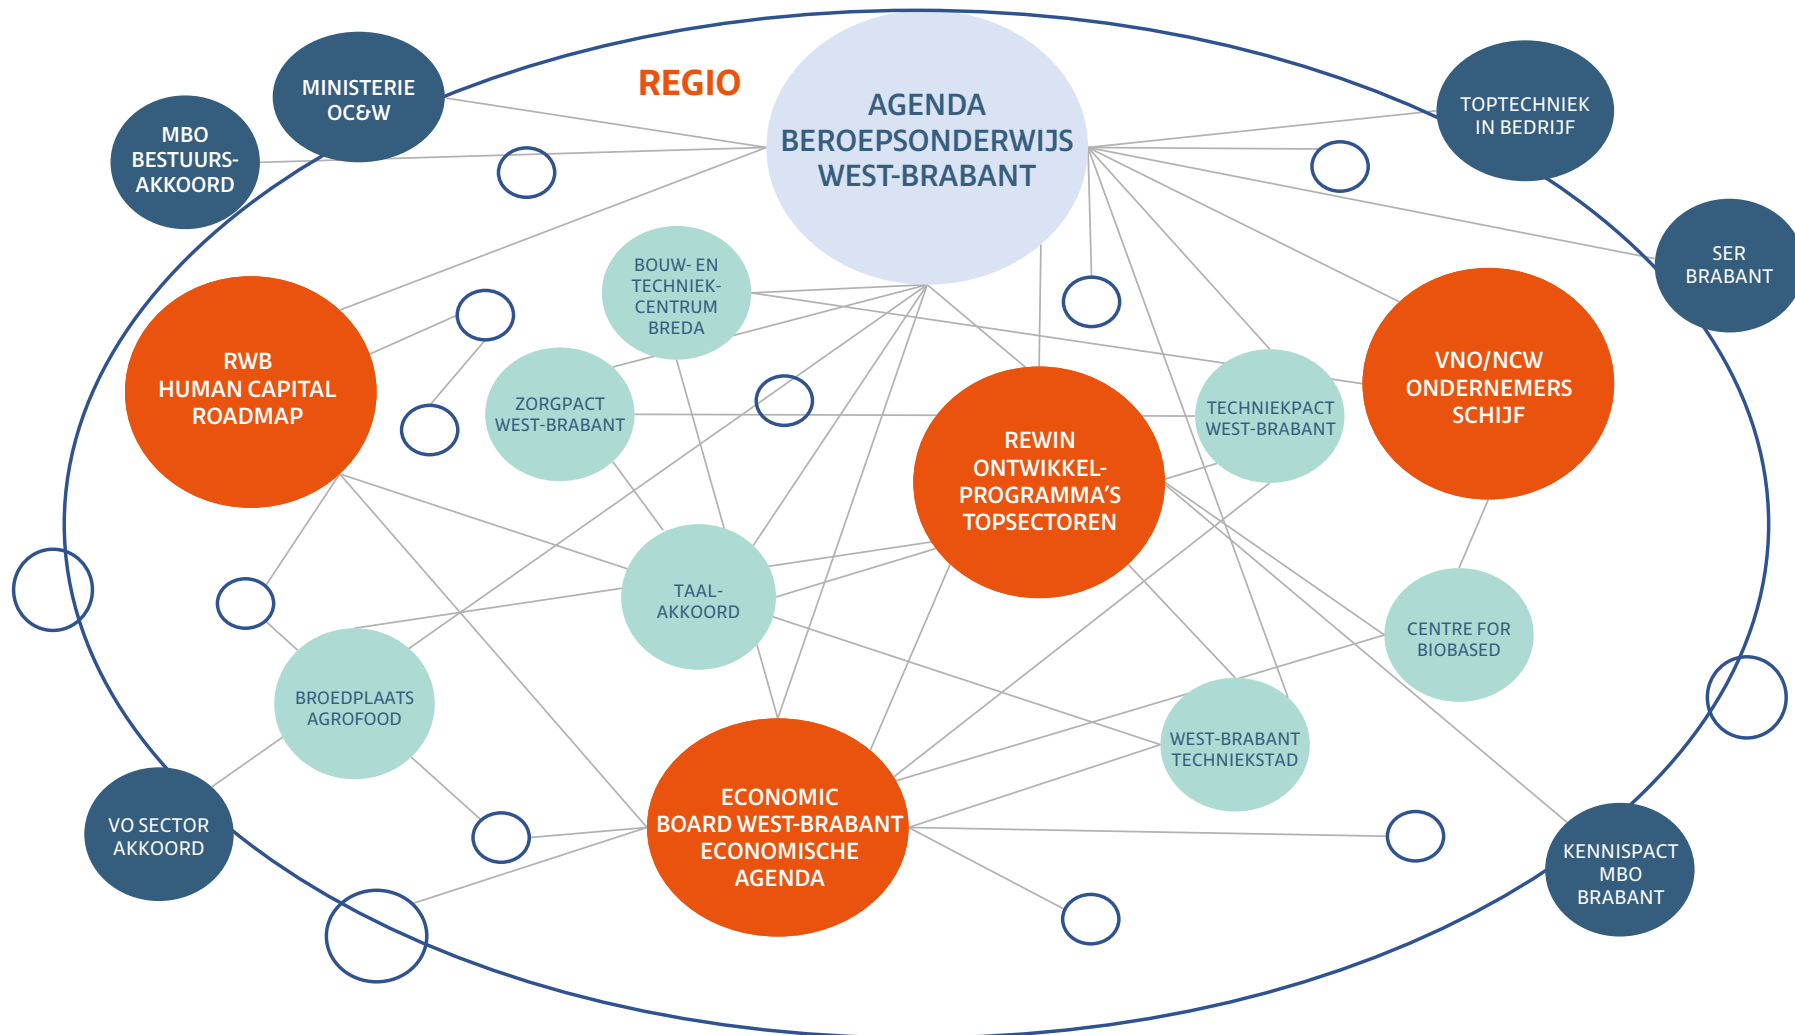 REGIO
AGENDA
BEROEPSONDERWIJS
WEST-BRABANT
MINISTERIE
OC&W
MBO
BESTUURS-
AKKOORD
TOPTECHNIEK
IN BEDRIJF
SER
BRABANT
BOUW- EN
TECHNIEK-
CENTRUM
BREDA
RWB
HUMAN CAPITAL
ROADMAP
ZORGPACT
WEST-BRABANT
TECHNIEKPACT
WEST-BRABANT
VNO/NCW
ONDERNEMERS
SCHIJF
REWIN
ONTWIKKEL-
PROGRAMMA'S
TOPSECTOREN
TAAL-
AKKOORD
CENTRE FOR
BIOBASED
BROEDPLAATS
AGROFOOD
WEST-BRABANT
TECHNIEKSTAD
ECONOMIC
BOARD WEST-BRABANT
ECONOMISCHE
AGENDA
VO SECTOR
AKKOORD
KENNISPACT
MBO
BRABANT